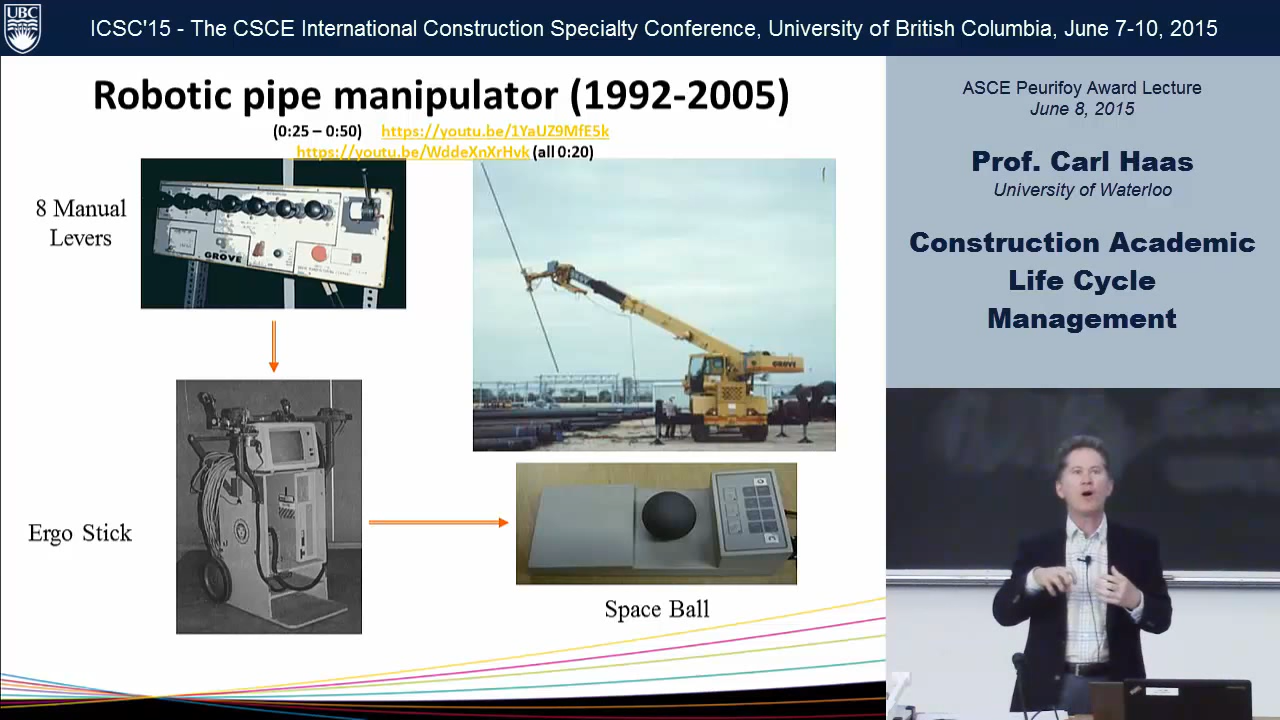 UBC
ICSC'15 - The CSCE International Construction Specialty Conference, University of British Columbia, June 7-10, 2015
Robotic pipe manipulator (1992-2005)
(0:25 – 0:50) https://youtu.be/1YaUZ9MfE5k
https://youtu.be/WddeXnXrHvk (all 0:20)
8 Manual
Levers
GROVE
GROVE
Ergo Stick
Space Ball
ASCE Peurifoy Award Lecture
June 8, 2015
Prof. Carl Haas
University of Waterloo
Construction Academic
Life Cycle
Management